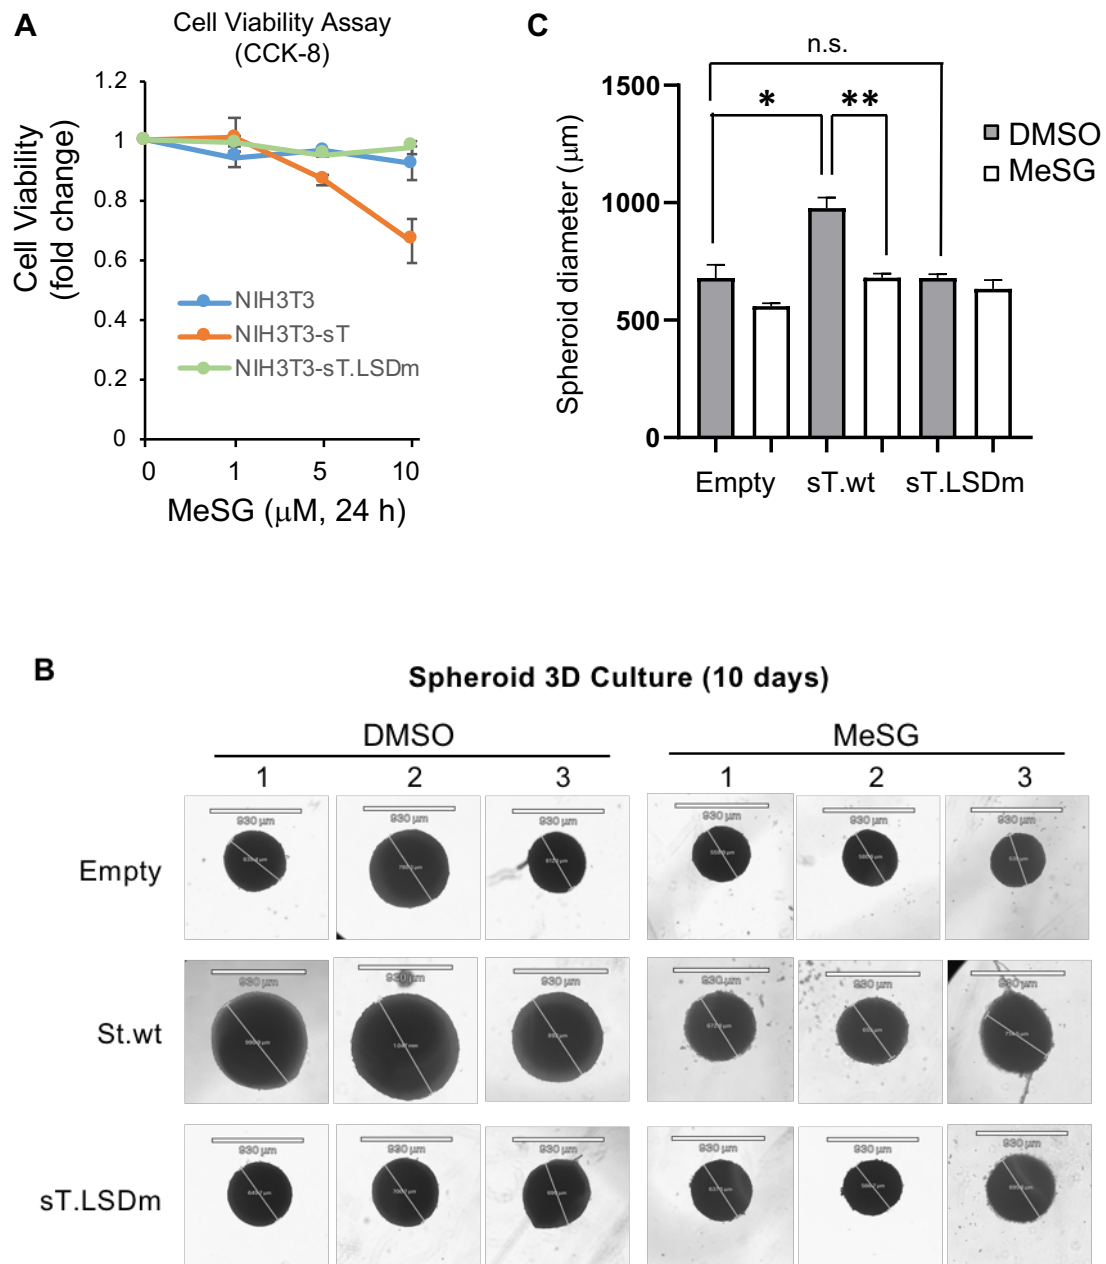 A
Cell Viability Assay
(CCK-8)
Cell Viability
(fold change)
1.2
1
0.8
0.6
0.4
0.2
0
NIH3T3
NIH3T3-sT
NIH3T3-sT.LSDm
0 1 5 10
MeSG (μM, 24 h)
C
n.s.
* **
Spheroid diameter (μm)
1500
1000
500
0
DMSO
MeSG
Empty sT.wt sT.LSDm
B
Spheroid 3D Culture (10 days)
DMSO MeSG
1 2 3 1 2 3
Empty
930 μm 930 μm 930 μm 930 μm 930 μm 930 μm
St.wt
930 μm 930 μm 930 μm 930 μm 930 μm 930 μm
sT.LSDm
930 μm 930 μm 930 μm 930 μm 930 μm 930 μm